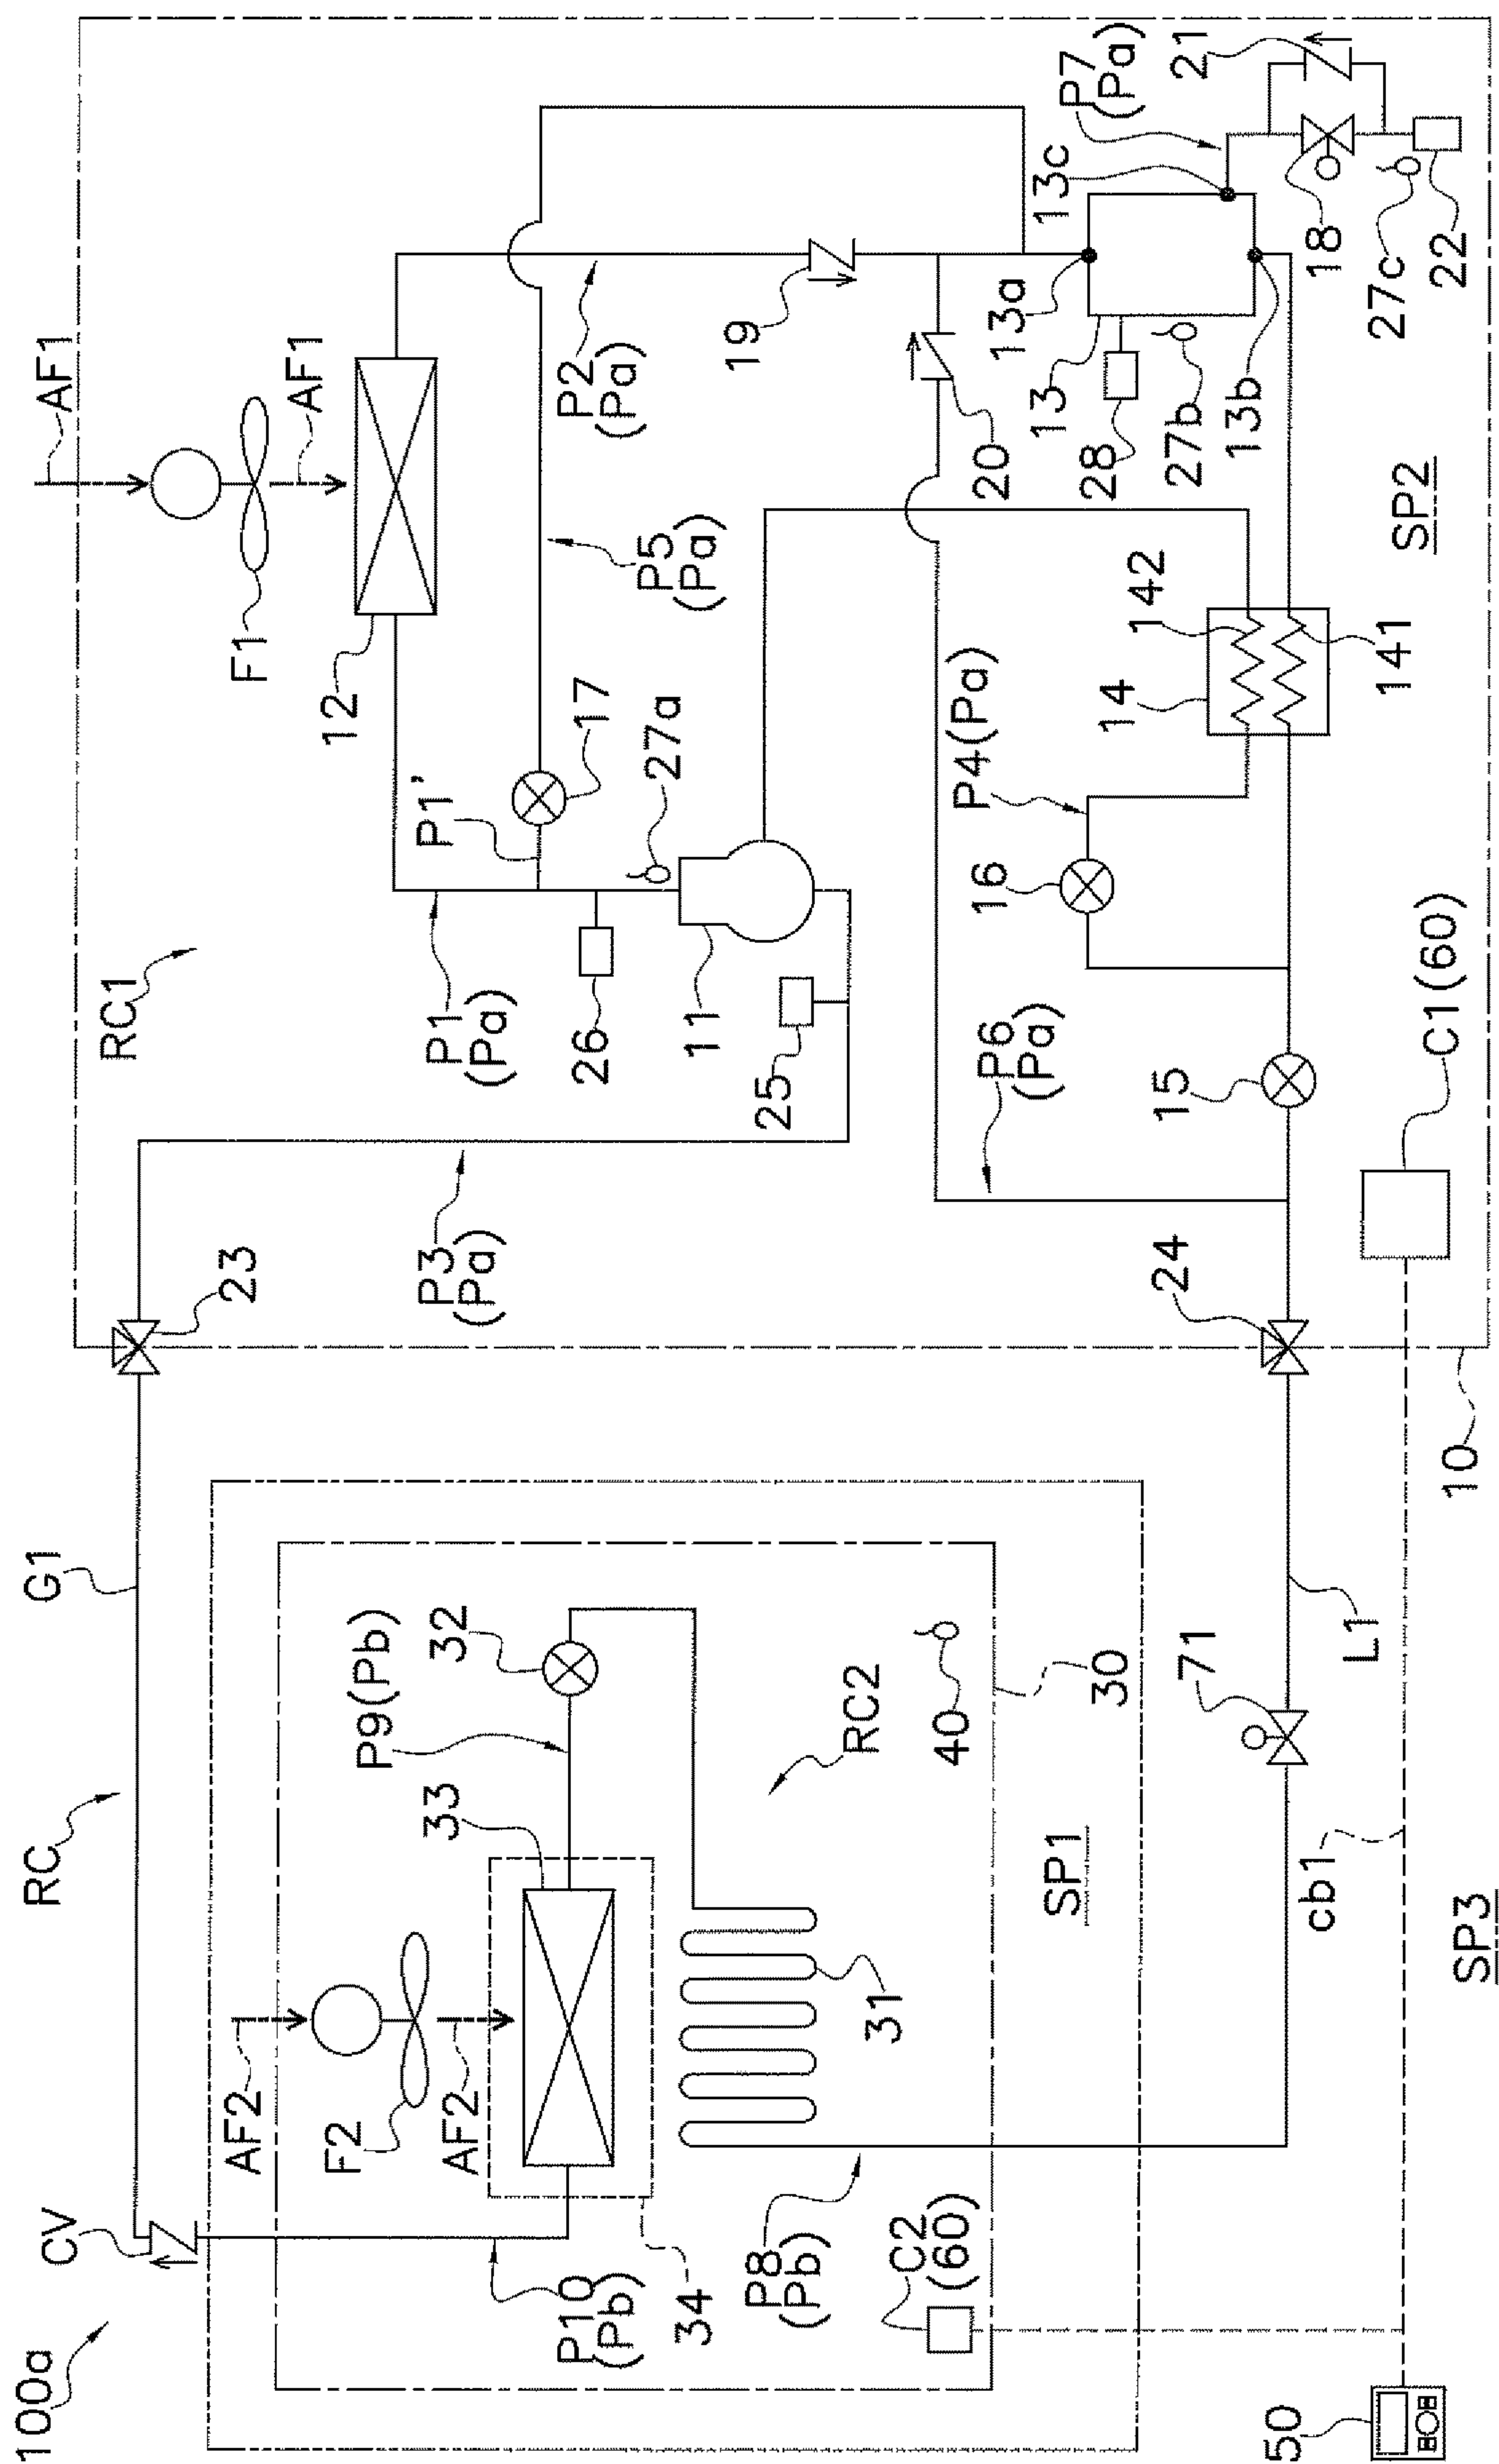 100a
CV
RC
G1
AF1
RC1
AF2
23
F1
AF1
F2
12
AF2
33
32
P9(Pb)
P3
(Pa)
P1
(Pa)
P1'
P10
(Pb)
26
17
P2
(Pa)
34
27a
P5
(Pa)
11
25
19
P8
(Pb)
RC2
31
C2
(60)
40
P6
(Pa)
16
P4(Pa)
20
13a
SP1
30
13
13c
P7
(Pa)
28
14
142
24
15
71
27b
21
13b
50
cb1
L1
141
18
27c
SP2
C1(60)
22
SP3
10